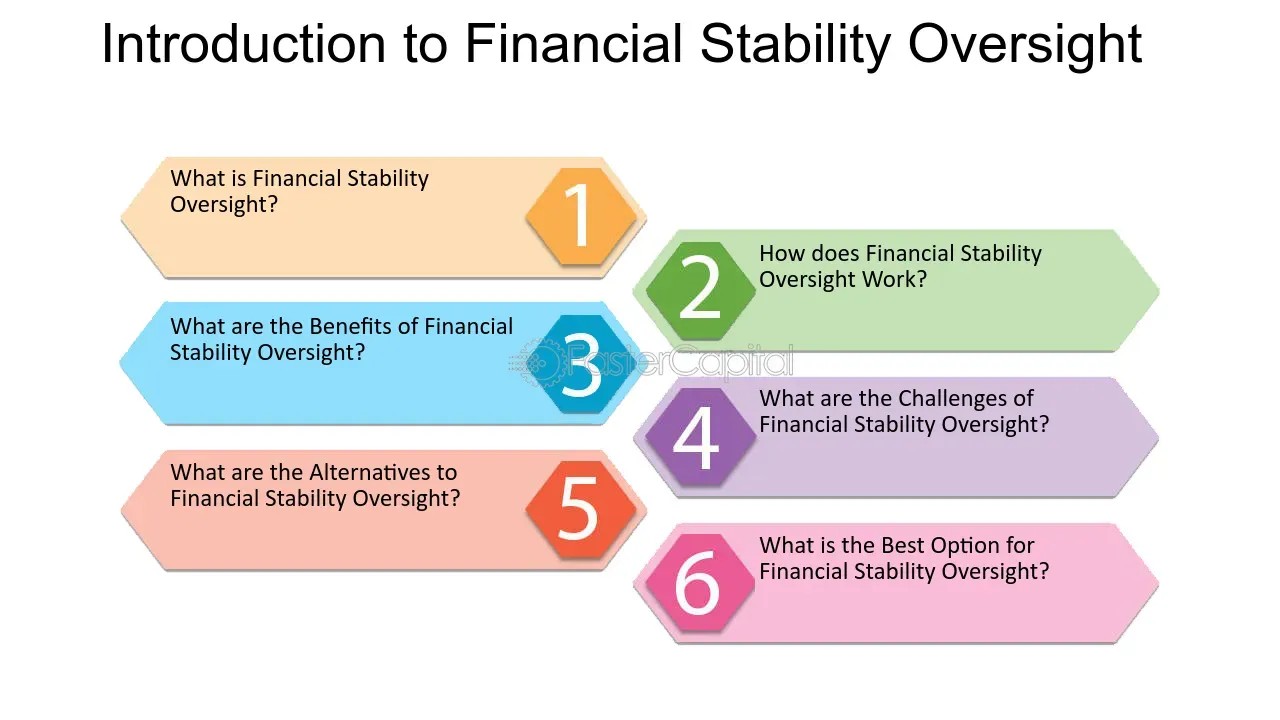 Introduction to Financial Stability Oversight
What is Financial Stability
Oversight?
1
2
How does Financial Stability
Oversight Work?
What are the Benefits of Financial
Stability Oversight?
3
FasterCapital
4
What are the Challenges of
Financial Stability Oversight?
What are the Alternatives to
Financial Stability Oversight?
5
6
What is the Best Option for
Financial Stability Oversight?